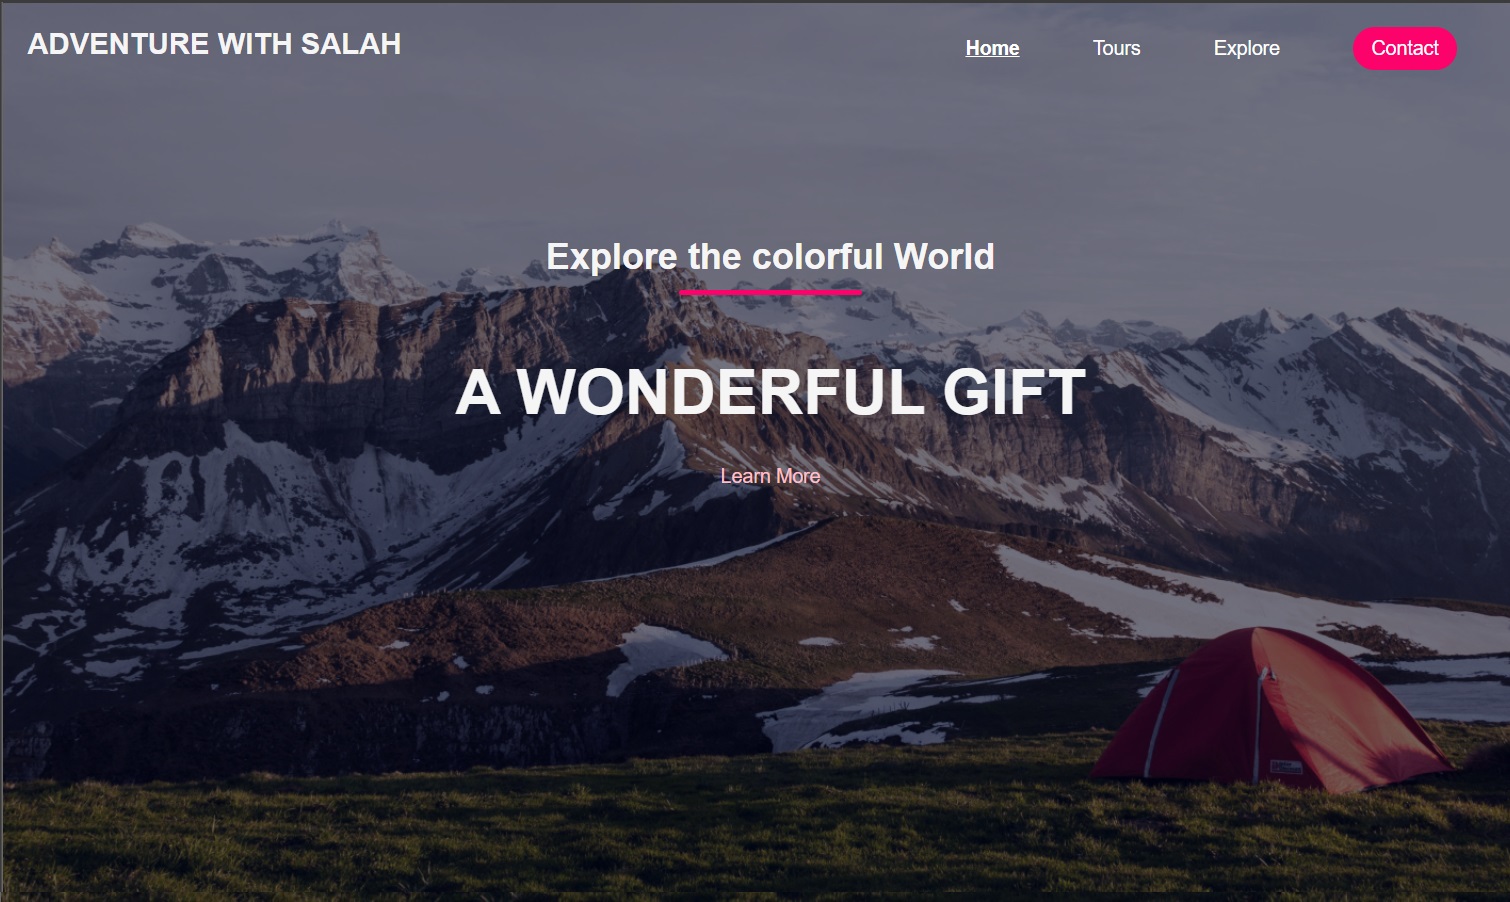 ADVENTURE WITH SALAH
Home Tours Explore Contact
Explore the colorful World
A WONDERFUL GIFT
Learn More